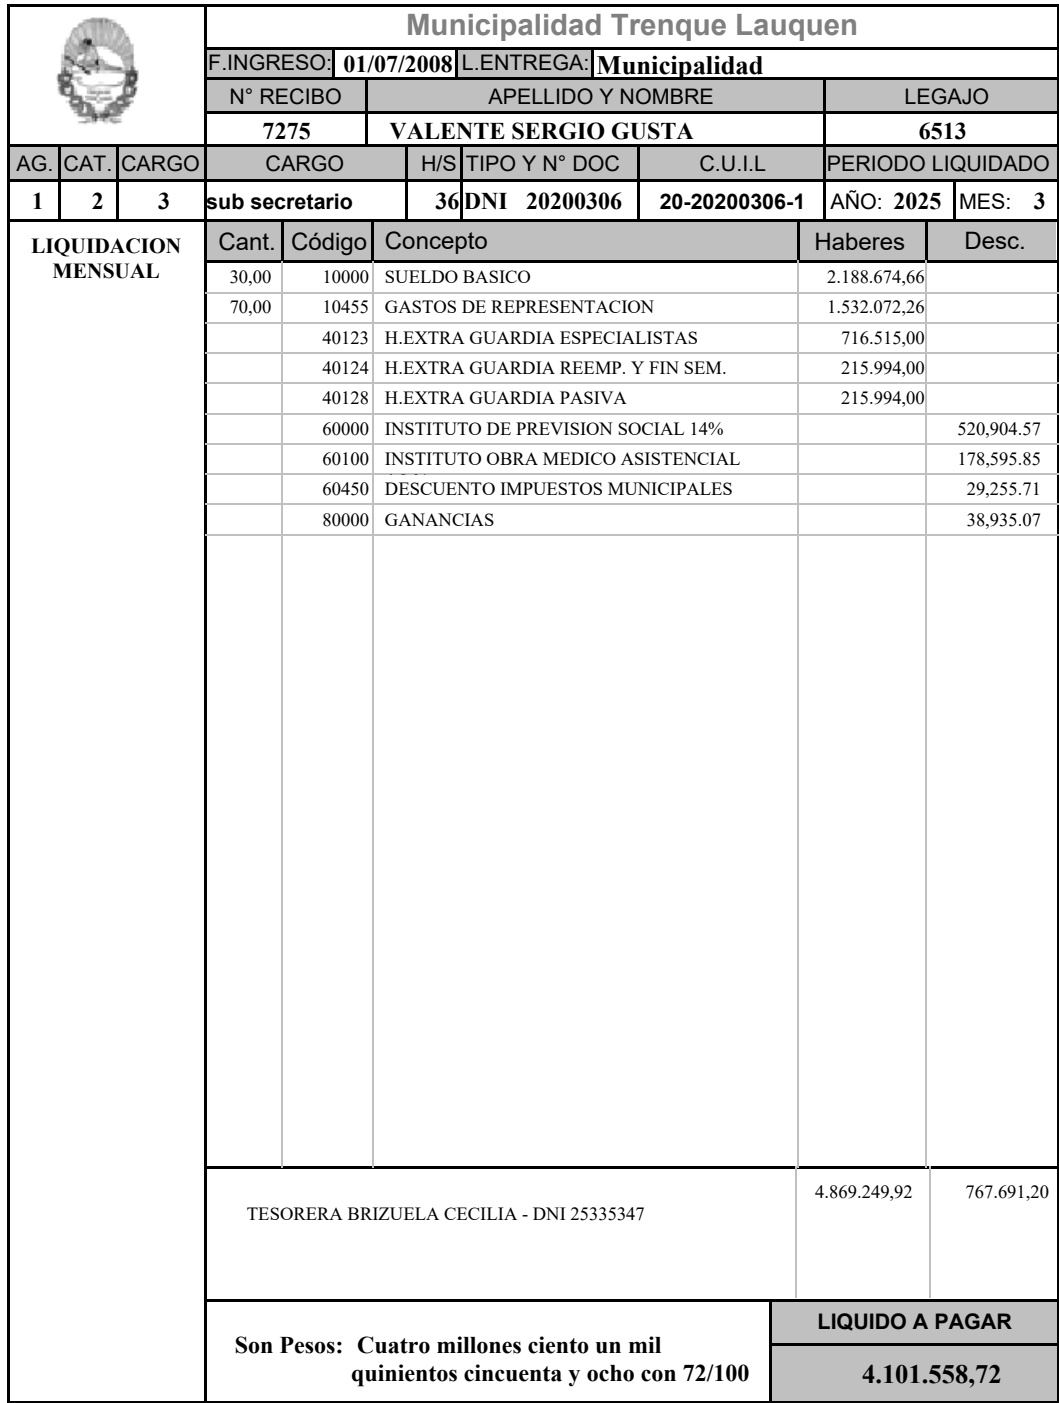 Municipalidad Trenque Lauquen
F.INGRESO: 01/07/2008 L.ENTREGA: Municipalidad
N° RECIBO APELLIDO Y NOMBRE LEGAJO
7275 VALENTE SERGIO GUSTA 6513
AG. CAT. CARGO CARGO H/S TIPO Y N° DOC C.U.I.L PERIODO LIQUIDADO
1 2 3 sub secretario 36 DNI 20200306 20-20200306-1 AÑO: 2025 MES: 3
LIQUIDACION
MENSUAL
Cant. Código Concepto Haberes Desc.
30,00 10000 SUELDO BASICO 2.188.674,66
70,00 10455 GASTOS DE REPRESENTACION 1.532.072,26
40123 H.EXTRA GUARDIA ESPECIALISTAS 716.515,00
40124 H.EXTRA GUARDIA REEMP. Y FIN SEM. 215.994,00
40128 H.EXTRA GUARDIA PASIVA 215.994,00
60000 INSTITUTO DE PREVISION SOCIAL 14% 520,904.57
60100 INSTITUTO OBRA MEDICO ASISTENCIAL 178,595.85
60450 DESCUENTO IMPUESTOS MUNICIPALES 29,255.71
80000 GANANCIAS 38,935.07
4.869.249,92 767.691,20
TESORERA BRIZUELA CECILIA - DNI 25335347
LIQUIDO A PAGAR
Son Pesos: Cuatro millones ciento un mil
quinientos cincuenta y ocho con 72/100
4.101.558,72